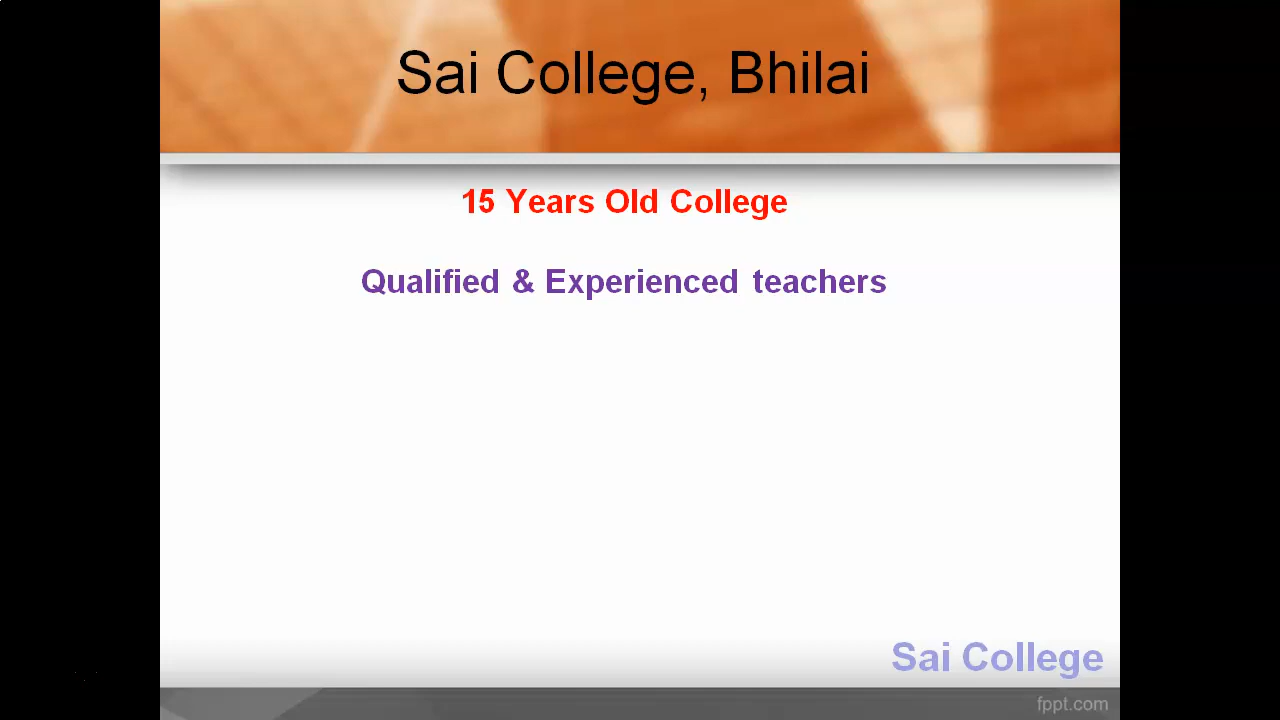 Sai College, Bhilai
15 Years Old College
Qualified & Experienced teachers
Sai College
fppt.com